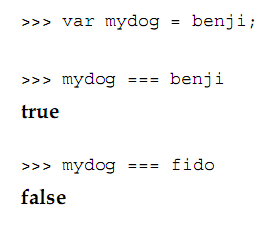 >>> var mydog = benji;
>>> mydog === benji
true
>>> mydog === fido
false